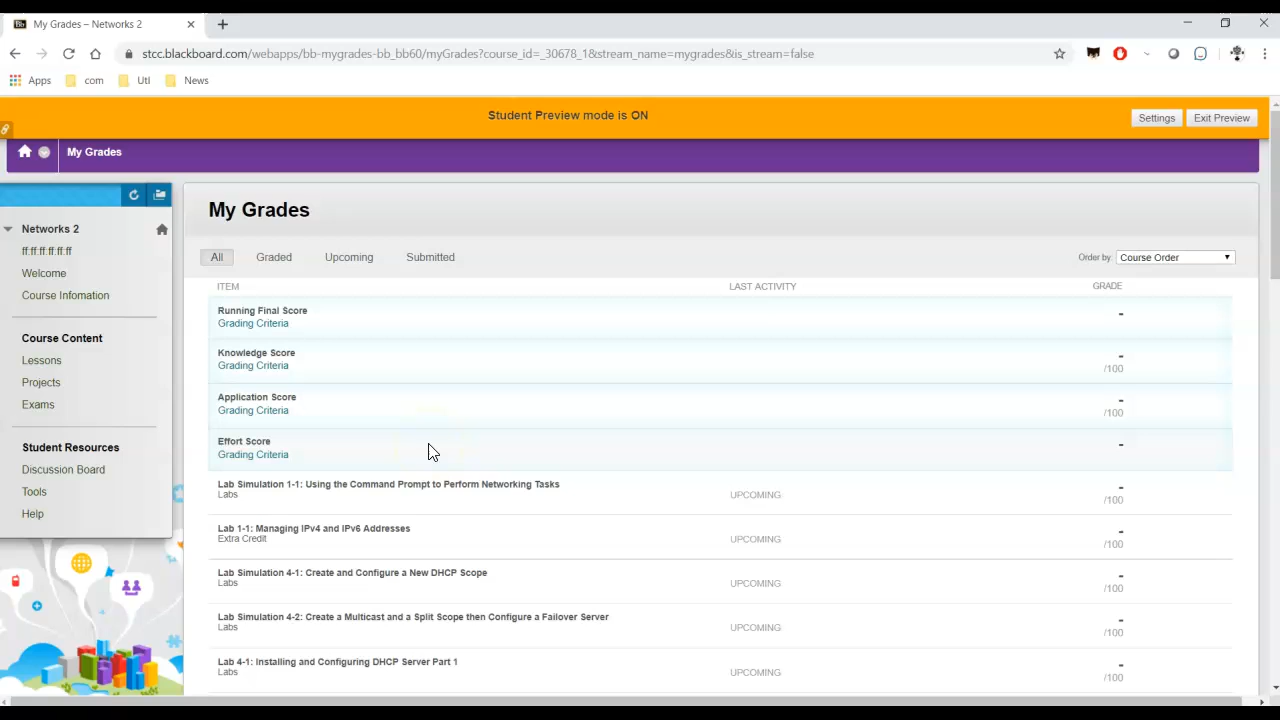 My Grades – Networks 2
stcc.blackboard.com/webapps/bb-mygrades-bb_bb60/myGrades?course_id=_30678_1&stream_name=mygrades&is_stream=false
Apps com Utl News
Student Preview mode is ON
Settings Exit Preview
My Grades
Networks 2
ff.ff.ff.ff.ff.ff
Welcome
Course Infomation
Course Content
Lessons
Projects
Exams
Student Resources
Discussion Board
Tools
Help
My Grades
All Graded Upcoming Submitted
Order by: Course Order
ITEM LAST ACTIVITY GRADE
Running Final Score -
Grading Criteria
Knowledge Score -
Grading Criteria /100
Application Score -
Grading Criteria /100
Effort Score -
Grading Criteria
Lab Simulation 1-1: Using the Command Prompt to Perform Networking Tasks -
Labs UPCOMING /100
Lab 1-1: Managing IPv4 and IPv6 Addresses -
Extra Credit UPCOMING /100
Lab Simulation 4-1: Create and Configure a New DHCP Scope -
Labs UPCOMING /100
Lab Simulation 4-2: Create a Multicast and a Split Scope then Configure a Failover Server -
Labs UPCOMING /100
Lab 4-1: Installing and Configuring DHCP Server Part 1 -
Labs UPCOMING /100